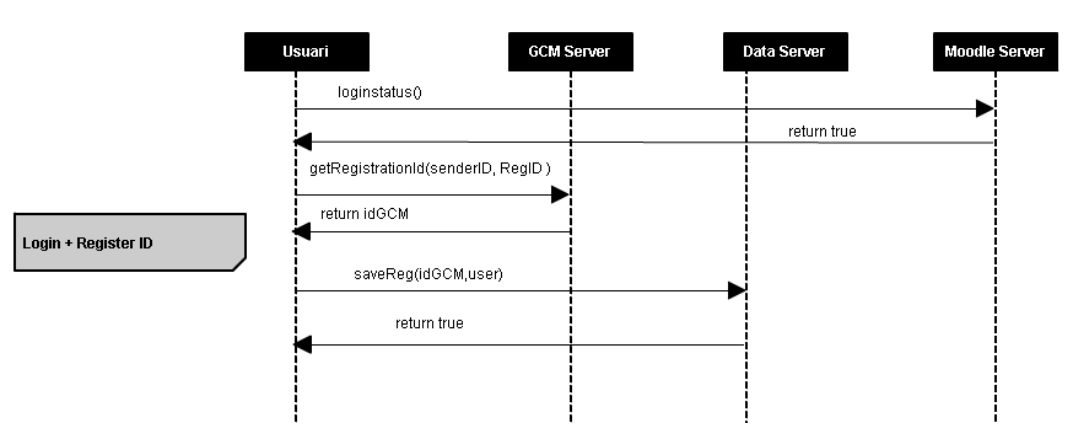 Usuari
GCM Server
Data Server
Moodle Server
loginstatus()
return true
getRegistrationId(senderID, RegID )
return idGCM
Login + Register ID
saveReg(idGCM,user)
return true